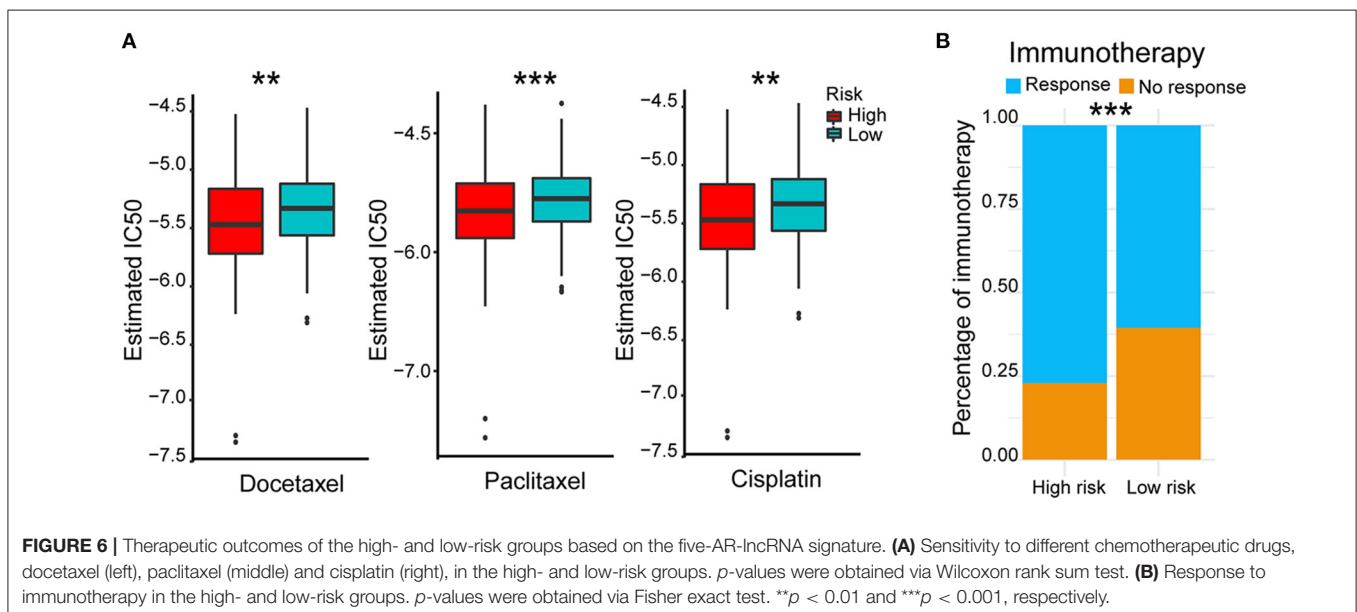 A
**
Estimated IC50
−4.5
−5.0
−5.5
−6.0
−6.5
−7.0
−7.5
Docetaxel
***
Estimated IC50
−4.5
−6.0
−7.0
Paclitaxel
**
Estimated IC50
−4.5
−5.0
−5.5
−6.0
−6.5
−7.0
−7.5
Cisplatin
Risk
High
Low
B
Immunotherapy
Response No response
***
Percentage of immunotherapy
1.00
0.75
0.50
0.25
0.00
High risk Low risk
FIGURE 6 | Therapeutic outcomes of the high- and low-risk groups based on the five-AR-lncRNA signature. (A) Sensitivity to different chemotherapeutic drugs,
docetaxel (left), paclitaxel (middle) and cisplatin (right), in the high- and low-risk groups. p-values were obtained via Wilcoxon rank sum test. (B) Response to
immunotherapy in the high- and low-risk groups. p-values were obtained via Fisher exact test. **p < 0.01 and ***p < 0.001, respectively.